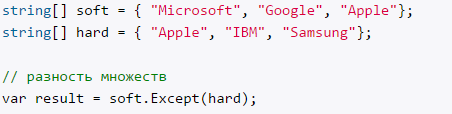 string[] soft = { "Microsoft", "Google", "Apple"};
string[] hard = { "Apple", "IBM", "Samsung"};
// разность множеств
var result = soft.Except(hard);